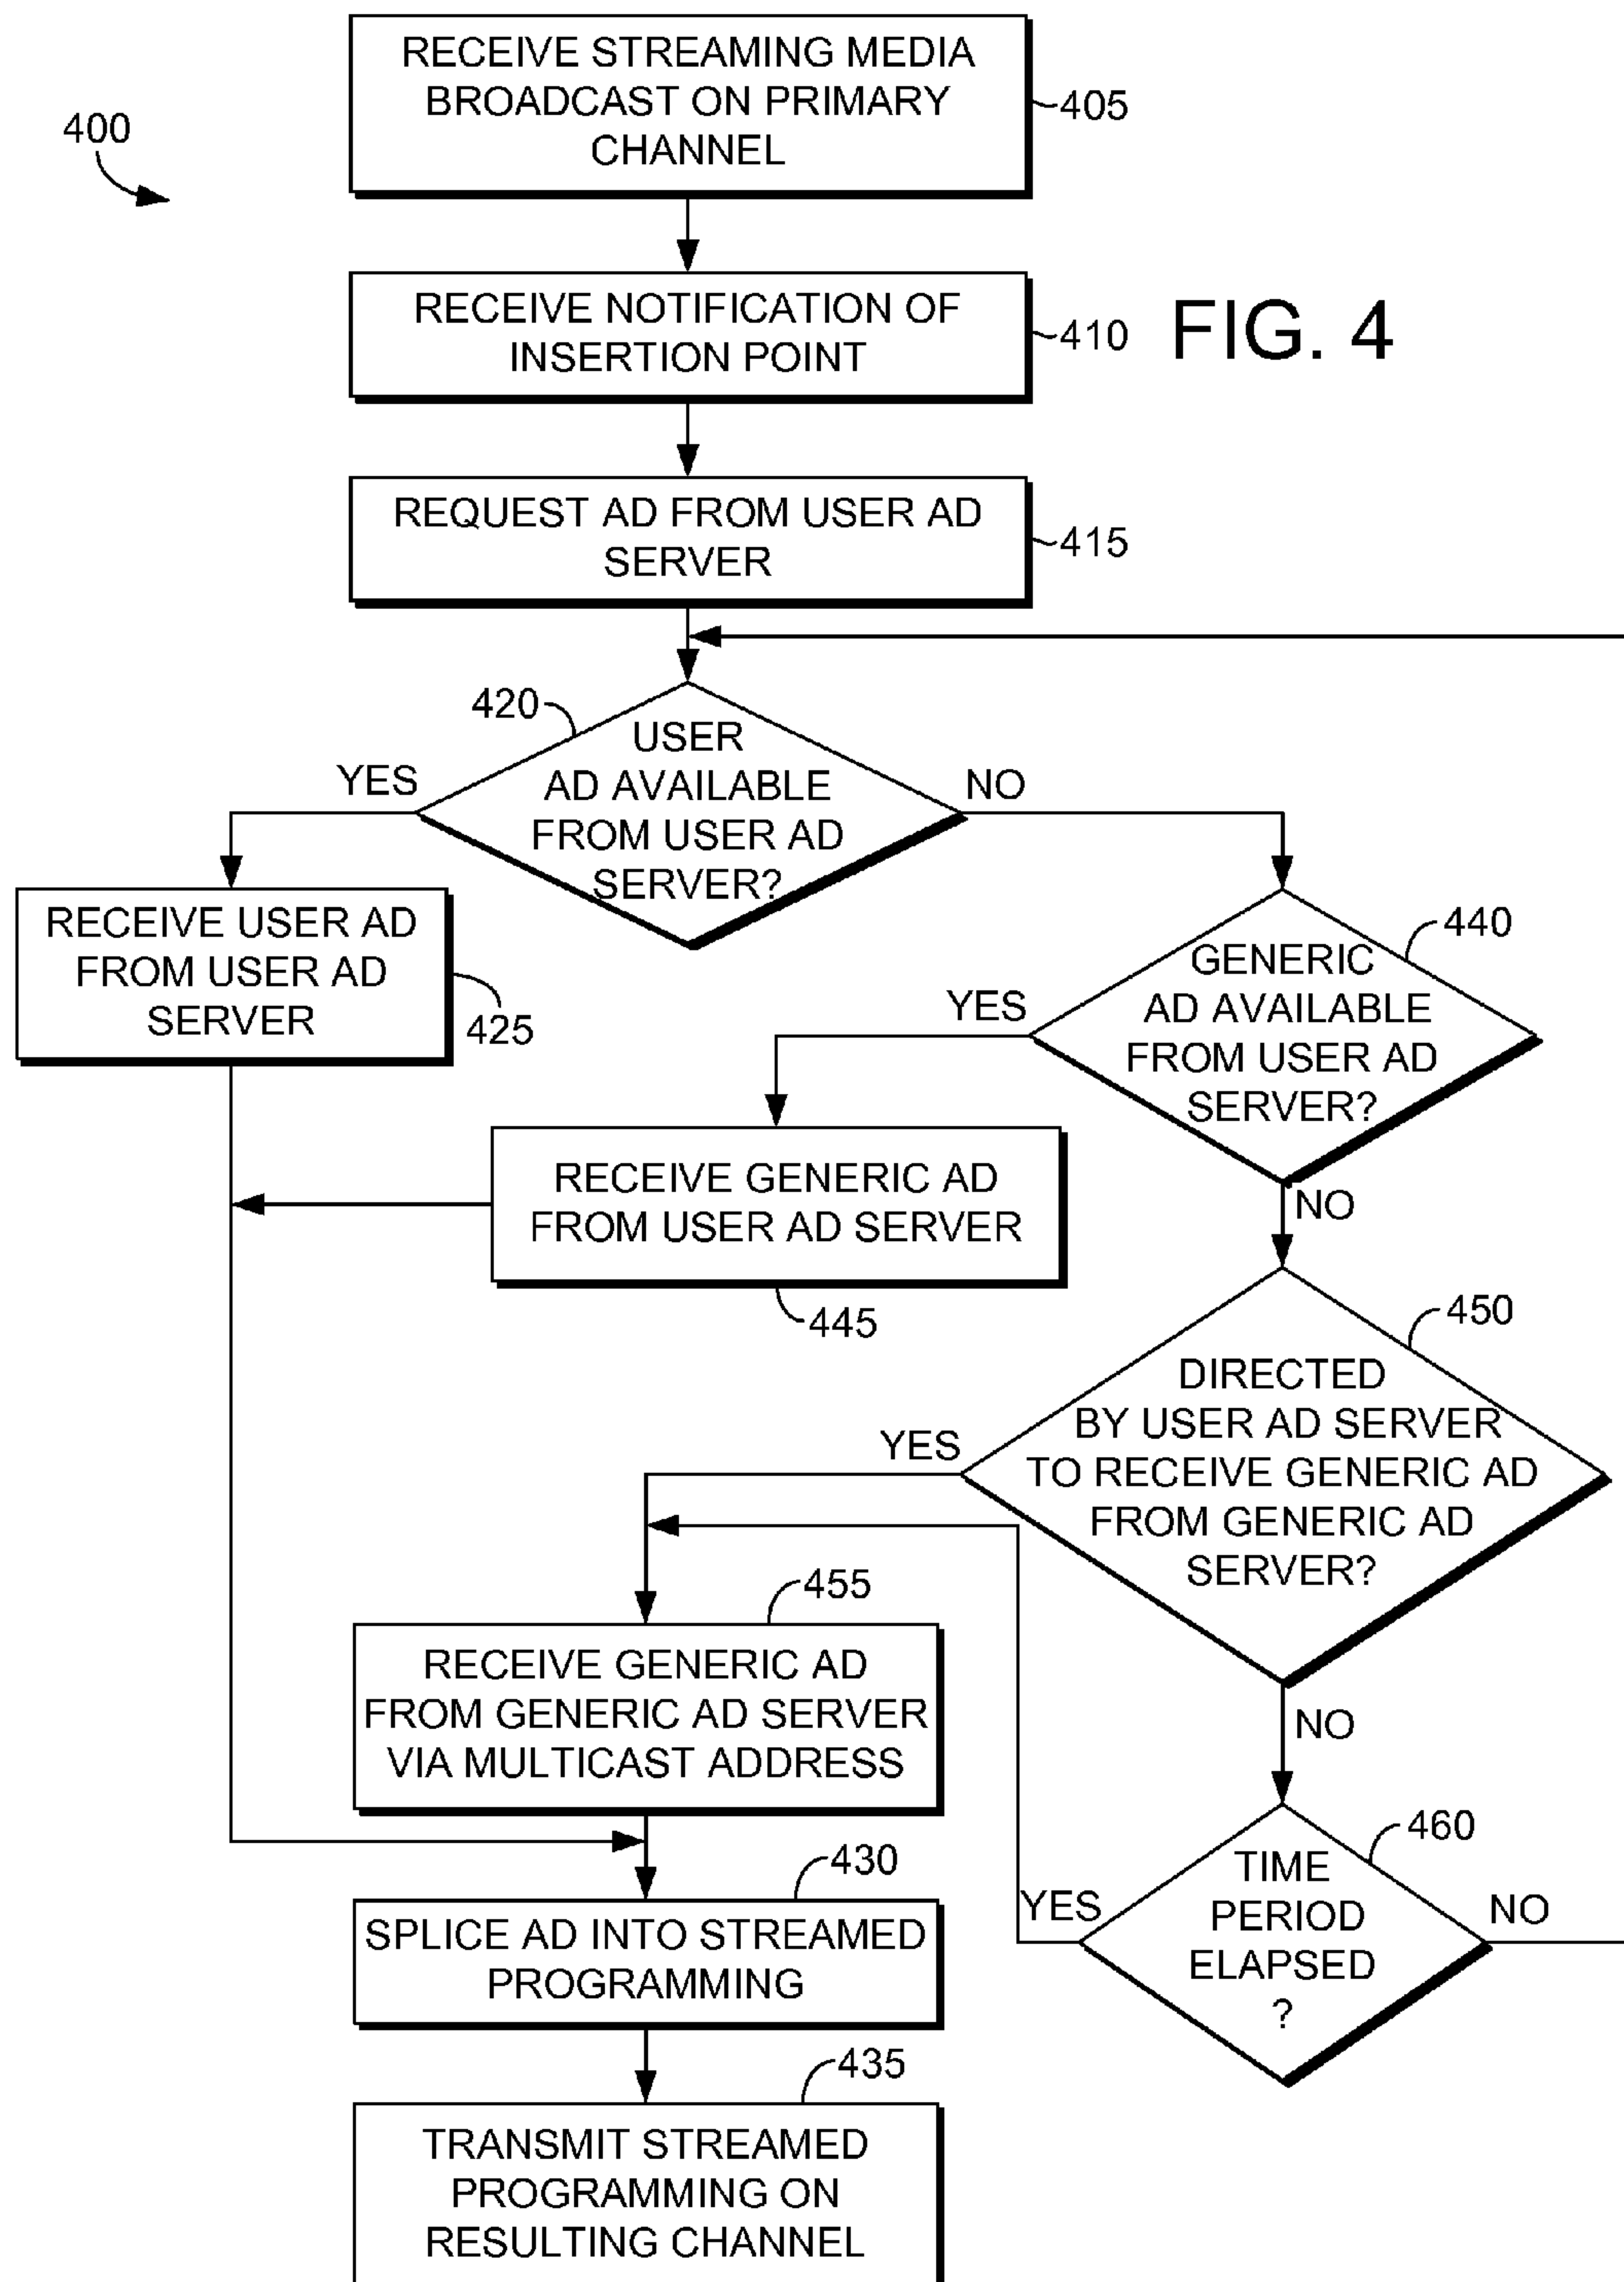 RECEIVE STREAMING MEDIA
BROADCAST ON PRIMARY
CHANNEL
405
400
RECEIVE NOTIFICATION OF
INSERTION POINT
410
FIG. 4
REQUEST AD FROM USER AD
SERVER
415
420
USER
AD AVAILABLE
FROM USER AD
SERVER?
YES
NO
RECEIVE USER AD
FROM USER AD
SERVER
425
440
GENERIC
AD AVAILABLE
FROM USER AD
SERVER?
YES
NO
RECEIVE GENERIC AD
FROM USER AD SERVER
445
450
DIRECTED
BY USER AD SERVER
TO RECEIVE GENERIC AD
FROM GENERIC AD
SERVER?
YES
NO
455
RECEIVE GENERIC AD
FROM GENERIC AD SERVER
VIA MULTICAST ADDRESS
460
TIME
PERIOD
ELAPSED
?
YES
NO
430
SPLICE AD INTO STREAMED
PROGRAMMING
435
TRANSMIT STREAMED
PROGRAMMING ON
RESULTING CHANNEL